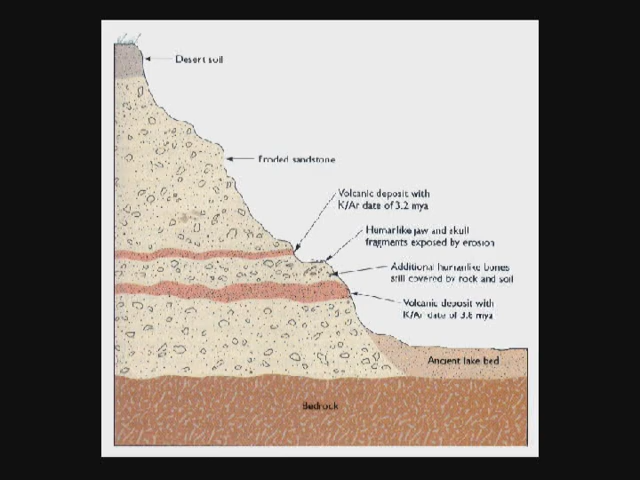 Desert soil
Eroded sandstone
Volcanic deposit with
K/Ar date of 3.2 mya
Humanlike jaw and skull
fragments exposed by erosion
Additional humanlike bones
still covered by rock and soil
Volcanic deposit with
K/Ar date of 3.8 mya
Ancient lake bed
Bedrock